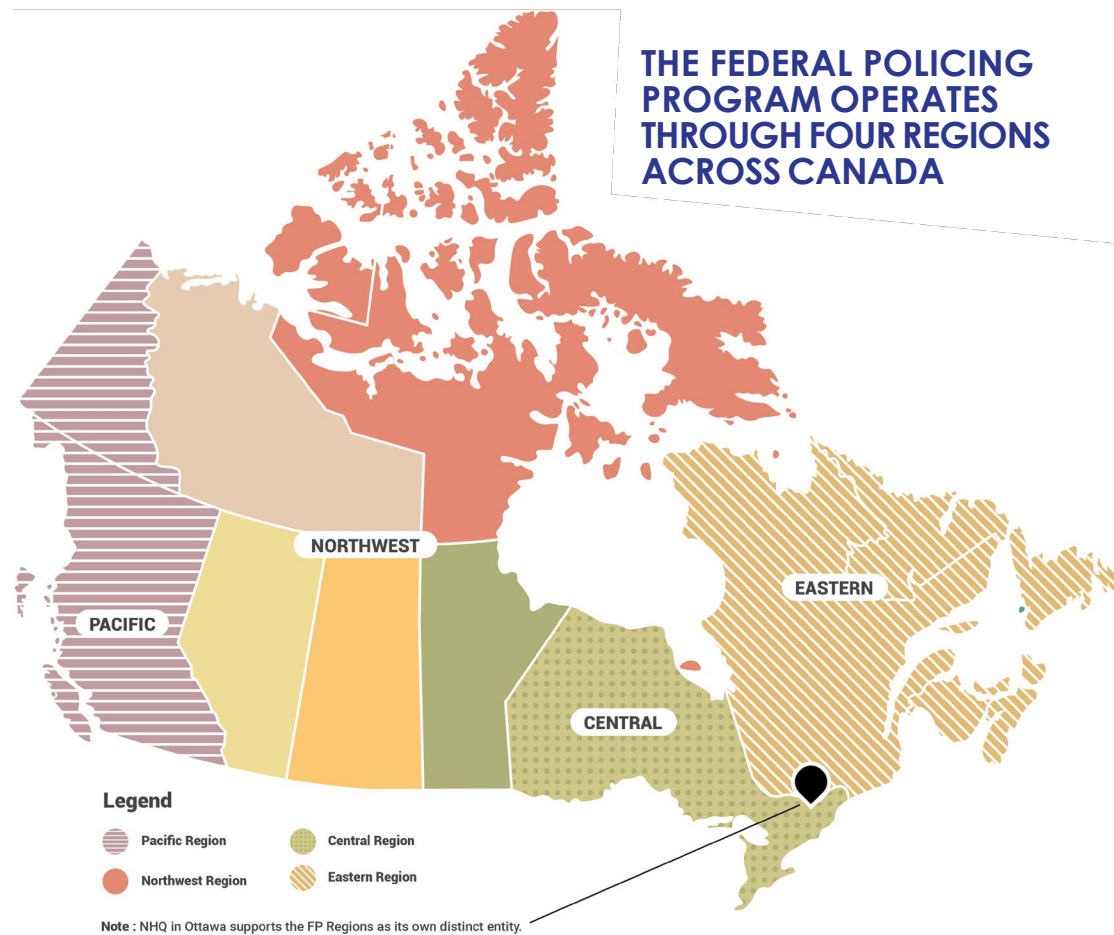 THE FEDERAL POLICING
PROGRAM OPERATES
THROUGH FOUR REGIONS
ACROSS CANADA
NORTHWEST
EASTERN
PACIFIC
CENTRAL
Legend
Pacific Region
Central Region
Northwest Region
Eastern Region
Note : NHQ in Ottawa supports the FP Regions as its own distinct entity.